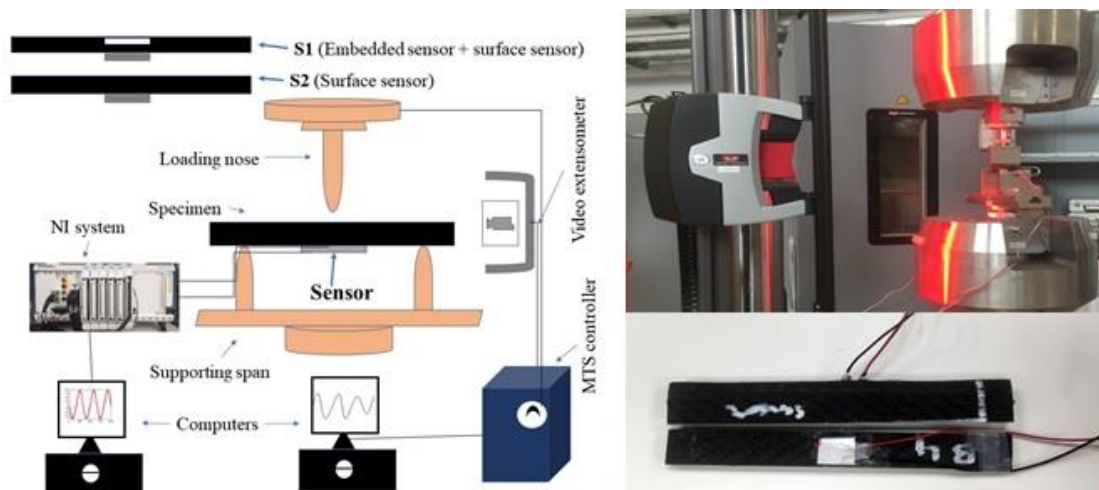 S1 (Embedded sensor + surface sensor)
S2 (Surface sensor)
Loading nose
Specimen
NI system
Sensor
Video extensometer
MTS controller
Supporting span
Computers